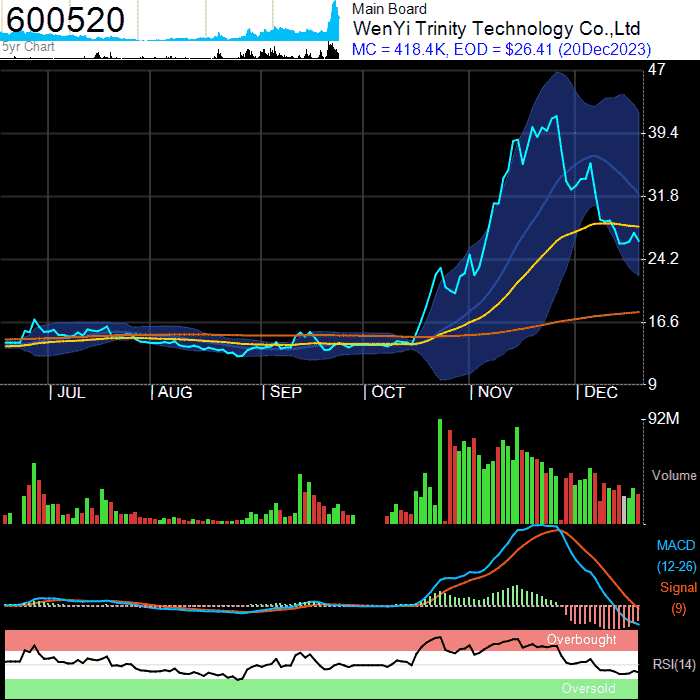 600520
5yr Chart
Main Board
WenYi Trinity Technology Co.,Ltd
MC = 418.4K, EOD = $26.41 (20Dec2023)
47
39.4
31.8
24.2
16.6
9
JUL AUG SEP OCT NOV DEC
92M
Volume
MACD
(12-26)
Signal
(9)
Overbought
RSI(14)
Oversold